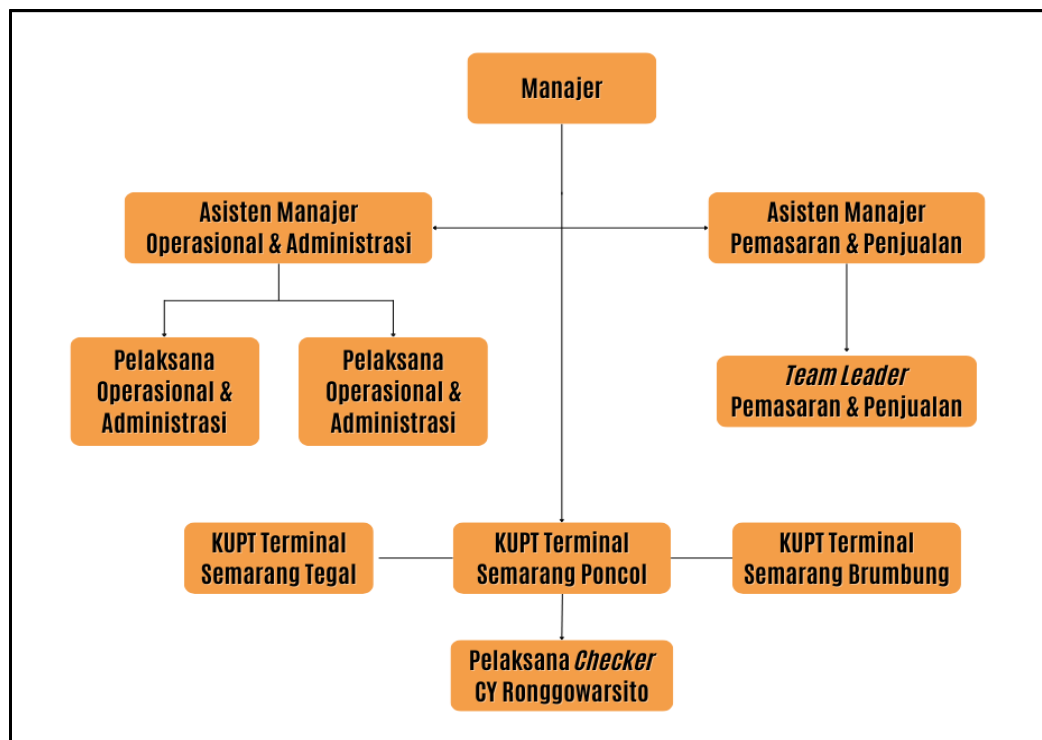 Manajer
Asisten Manajer
Operasional & Administrasi
Asisten Manajer
Pemasaran & Penjualan
Pelaksana
Operasional &
Administrasi
Pelaksana
Operasional &
Administrasi
Team Leader
Pemasaran & Penjualan
KUPT Terminal
Semarang Tegal
KUPT Terminal
Semarang Poncol
KUPT Terminal
Semarang Brumbung
Pelaksana Checker
CY Ronggowarsito